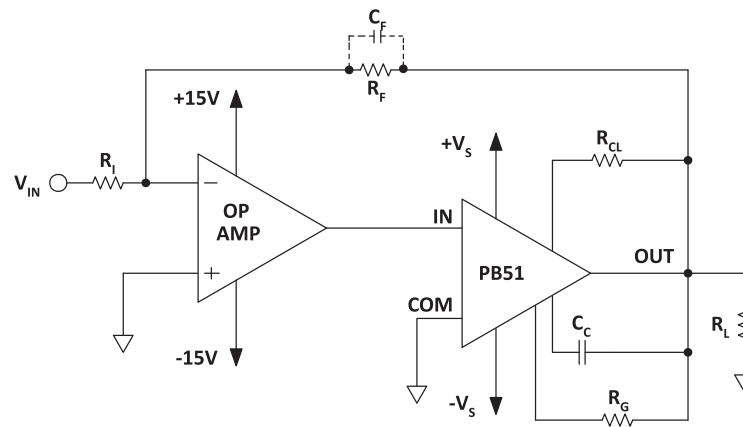 C_F
R_F
+15V
R_I
V_IN
−
OP
AMP
+
-15V
+V_S
R_CL
IN
OUT
PB51
COM
C_C
R_L
-V_S
R_G